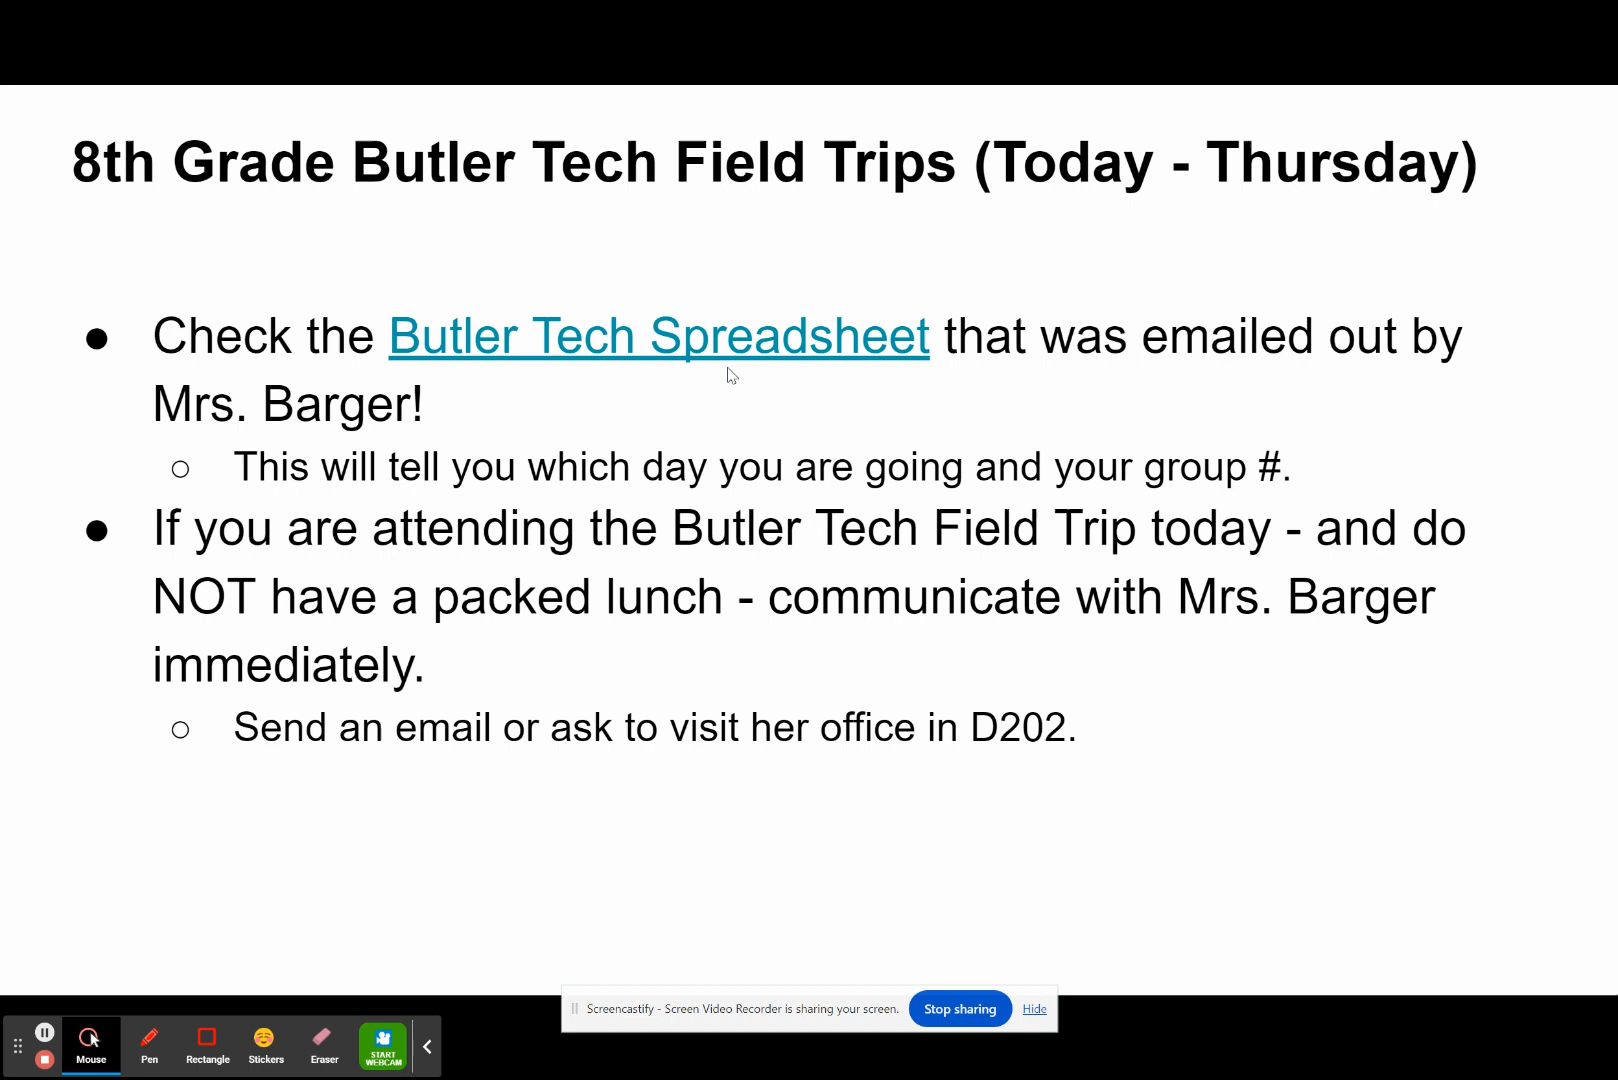 8th Grade Butler Tech Field Trips (Today - Thursday)
● Check the Butler Tech Spreadsheet that was emailed out by
Mrs. Barger!
○ This will tell you which day you are going and your group #.
● If you are attending the Butler Tech Field Trip today - and do
NOT have a packed lunch - communicate with Mrs. Barger
immediately.
○ Send an email or ask to visit her office in D202.
Screencastify - Screen Video Recorder is sharing your screen. Stop sharing Hide
Mouse Pen Rectangle Stickers Eraser START
WEBCAM